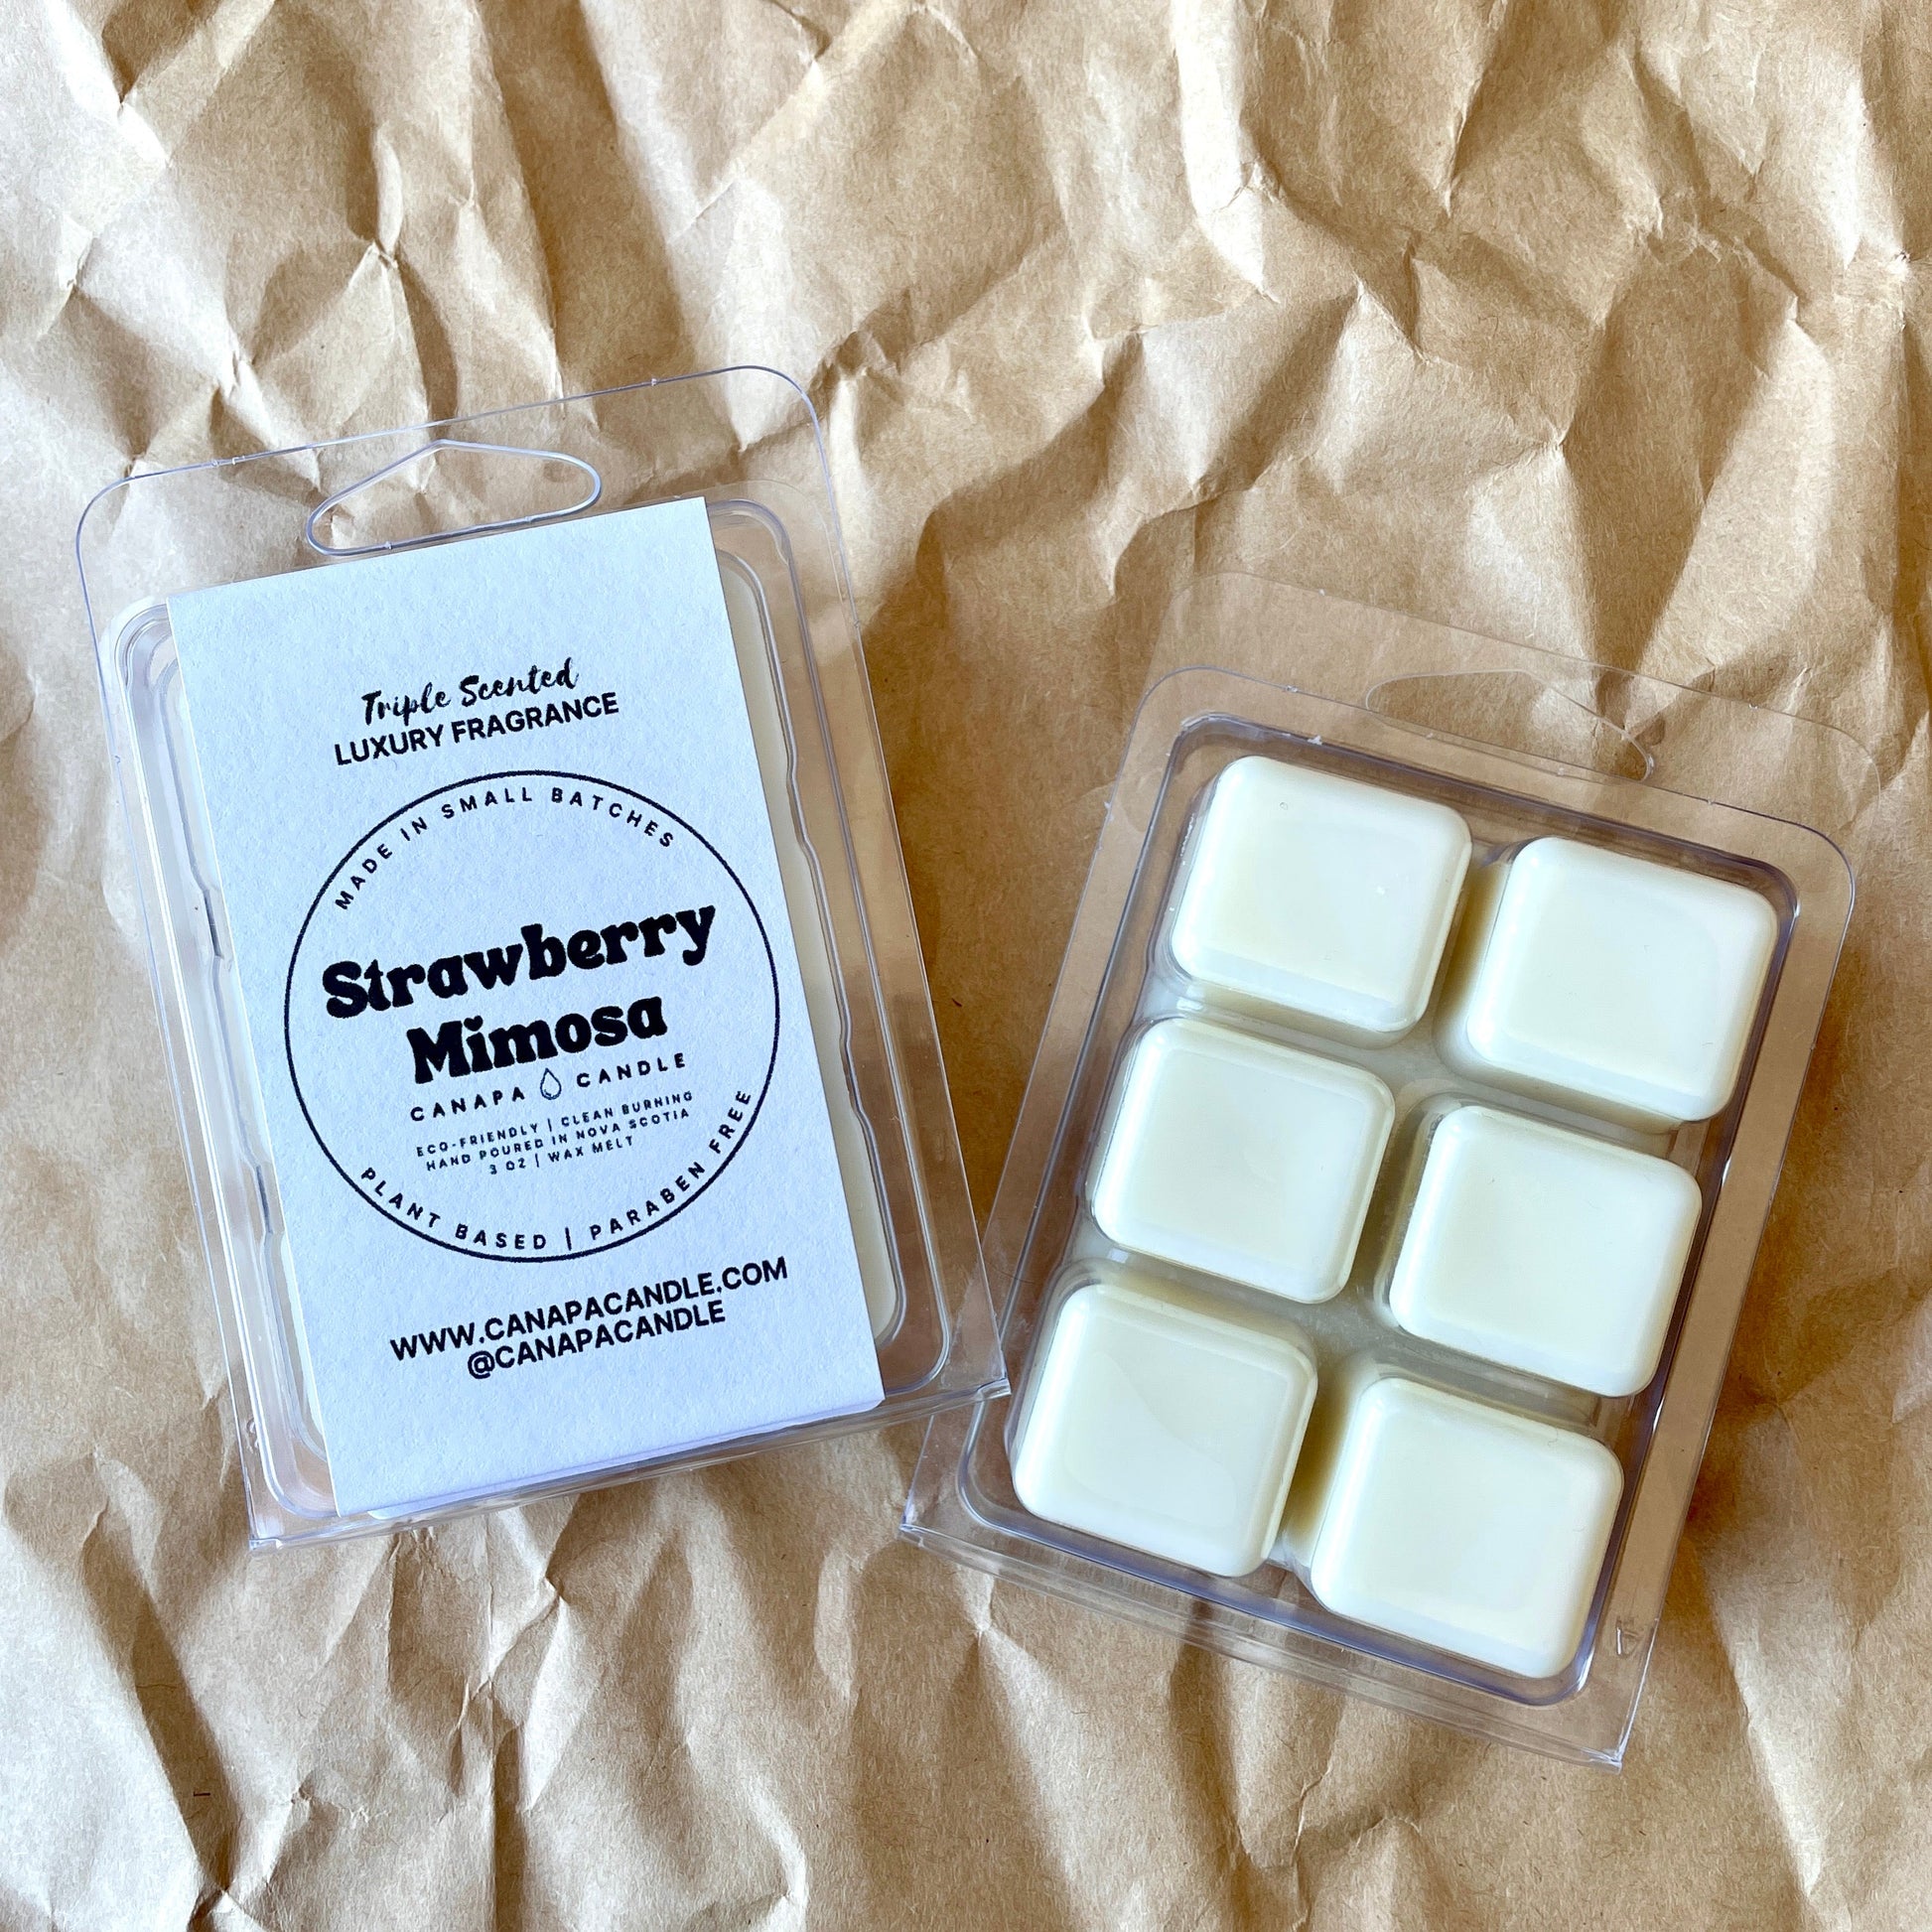 Triple Scented
LUXURY FRAGRANCE
MADE IN SMALL BATCHES
Strawberry
Mimosa
CANAPA CANDLE
ECO-FRIENDLY | CLEAN BURNING
HAND POURED IN NOVA SCOTIA
3 OZ | WAX MELT
PLANT BASED | PARABEN FREE
WWW.CANAPACANDLE.COM
@CANAPACANDLE